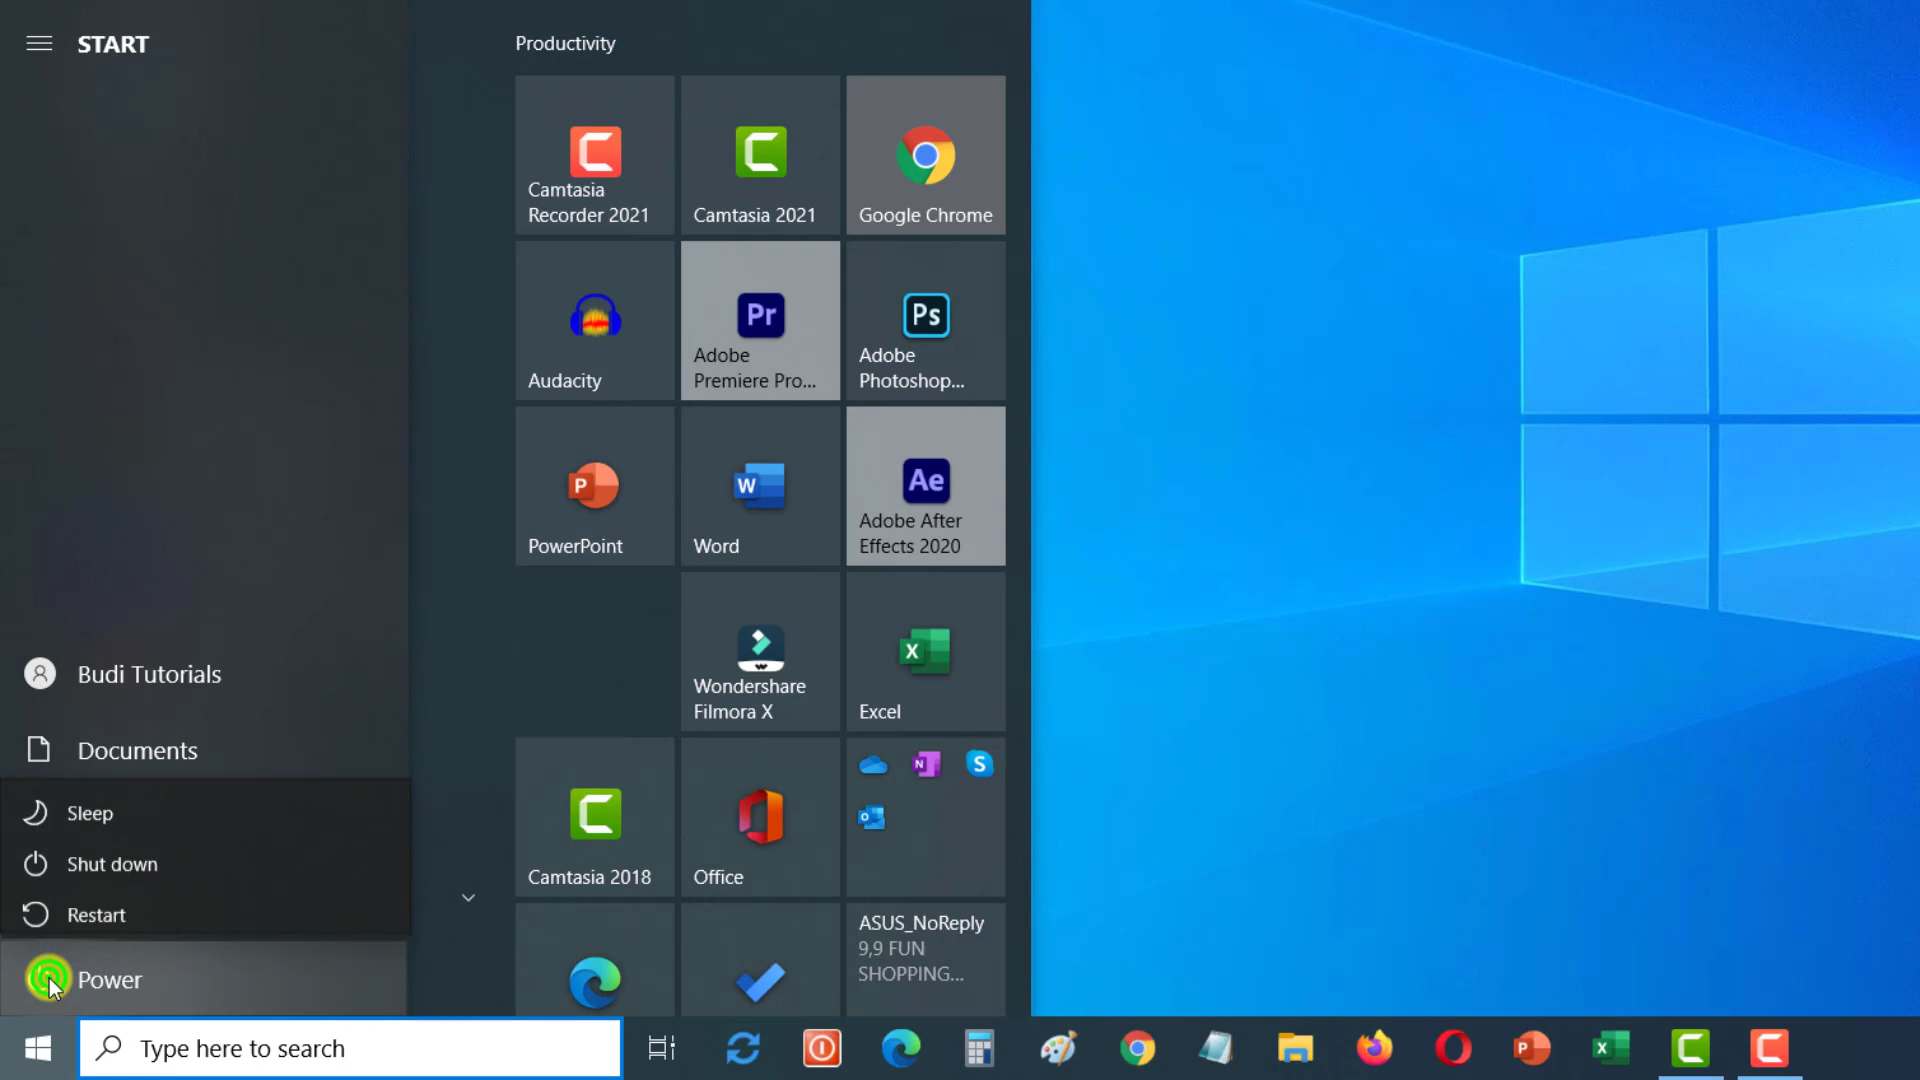 START
Productivity
Camtasia
Recorder 2021
Camtasia 2021
Google Chrome
Audacity
Pr
Adobe
Premiere Pro...
Ps
Adobe
Photoshop...
P
PowerPoint
W
Word
Ae
Adobe After
Effects 2020
Wondershare
Filmora X
X
Excel
Camtasia 2018
Office
N
S
O
ASUS_NoReply
9,9 FUN
SHOPPING...
Budi Tutorials
Documents
Sleep
Shut down
Restart
Power
Type here to search
P
X